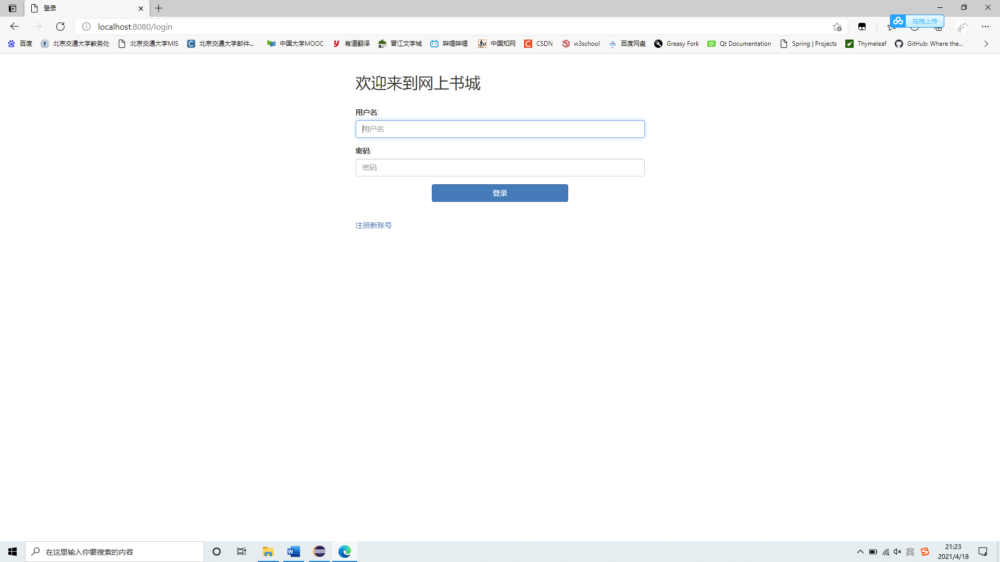 登录
localhost:8080/login
拖拽上传
百度 北京交通大学教务处 北京交通大学MIS 北京交通大学邮件... 中国大学MOOC 有道翻译 晋江文学城 哔哩哔哩 中国知网 CSDN w3school 百度网盘 Greasy Fork Qt Documentation Spring | Projects Thymeleaf GitHub: Where the...
欢迎来到网上书城
用户名:
用户名
密码:
密码
登录
注册新账号
在这里输入你要搜索的内容
英
21:23
2021/4/18